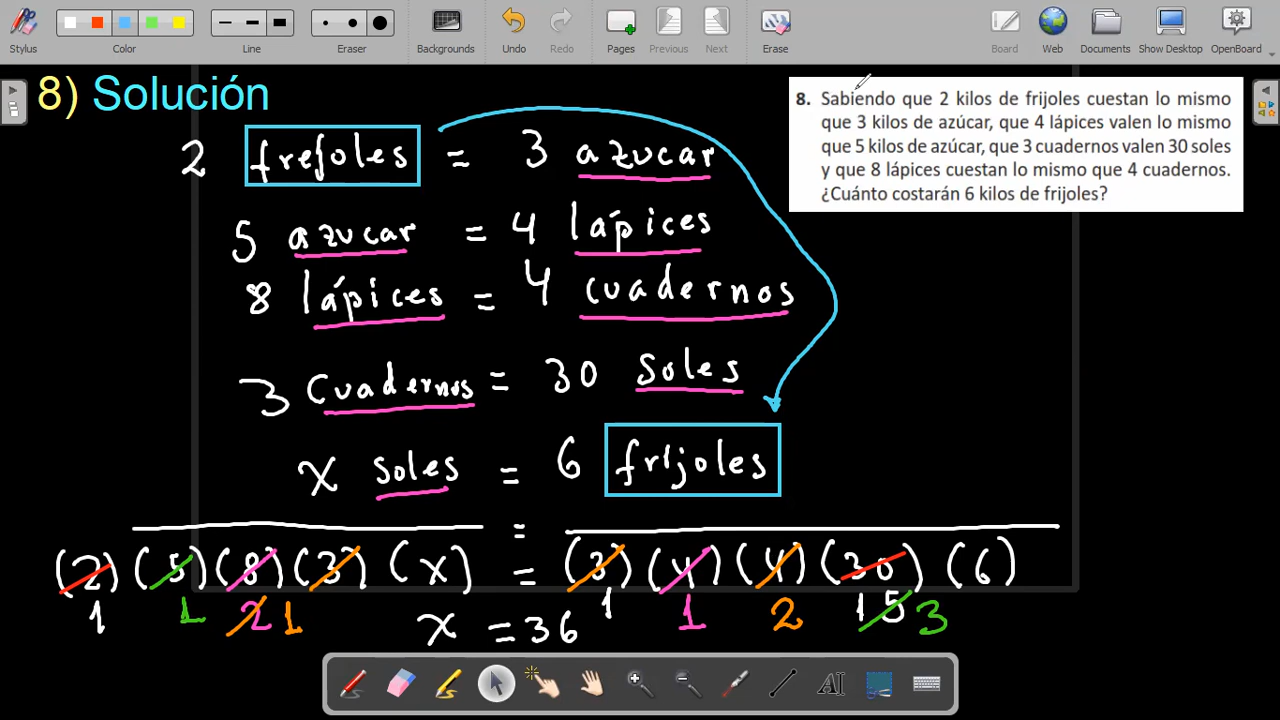 Stylus Color Line Eraser Backgrounds Undo Redo Pages Previous Next Erase Board Web Documents Show Desktop OpenBoard
8) Solución
8. Sabiendo que 2 kilos de frijoles cuestan lo mismo
que 3 kilos de azúcar, que 4 lápices valen lo mismo
que 5 kilos de azúcar, que 3 cuadernos valen 30 soles
y que 8 lápices cuestan lo mismo que 4 cuadernos.
¿Cuánto costarán 6 kilos de frijoles?
2 frejoles = 3 azucar
5 azucar = 4 lápices
8 lápices = 4 cuadernos
3 Cuadernos = 30 Soles
x soles = 6 frijoles
=
(2) (5) (8) (3) (x) = (3) (4) (4) (30) (6)
1 1 2 1 1 1 2 15 3
x = 36
AI